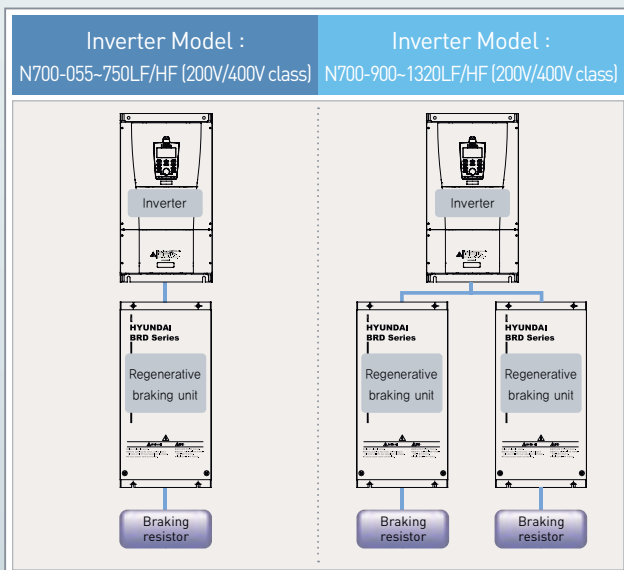 Inverter Model :
N700-055~750LF/HF (200V/400V class)
Inverter Model :
N700-900~1320LF/HF (200V/400V class)
Inverter
HYUNDAI
BRD Series
Regenerative
braking unit
Braking
resistor
Inverter
HYUNDAI
BRD Series
Regenerative
braking unit
Braking
resistor
HYUNDAI
BRD Series
Regenerative
braking unit
Braking
resistor